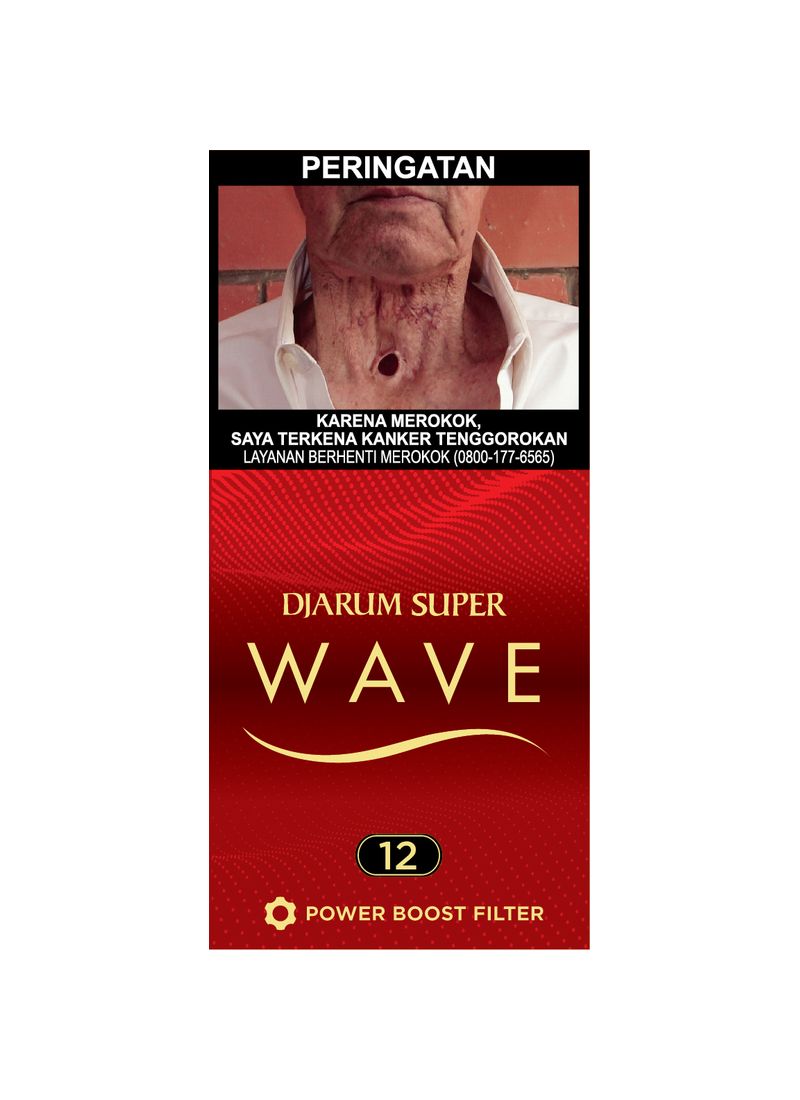 PERINGATAN
KARENA MEROKOK,
SAYA TERKENA KANKER TENGGOROKAN
LAYANAN BERHENTI MEROKOK (0800-177-6565)
DJARUM SUPER
WAVE
12
POWER BOOST FILTER